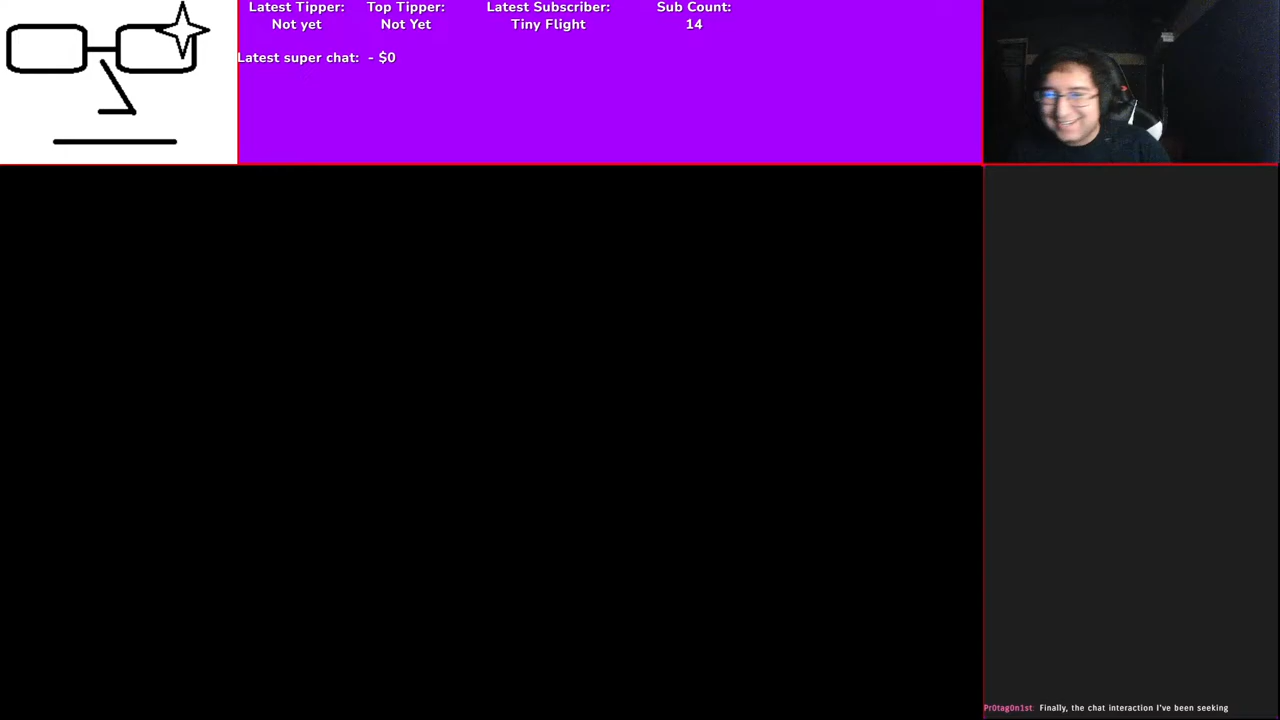 Latest Tipper: Top Tipper: Latest Subscriber: Sub Count:
Not yet Not Yet Tiny Flight 14
Latest super chat: - $0
Pr0tag0n1st: Finally, the chat interaction I've been seeking